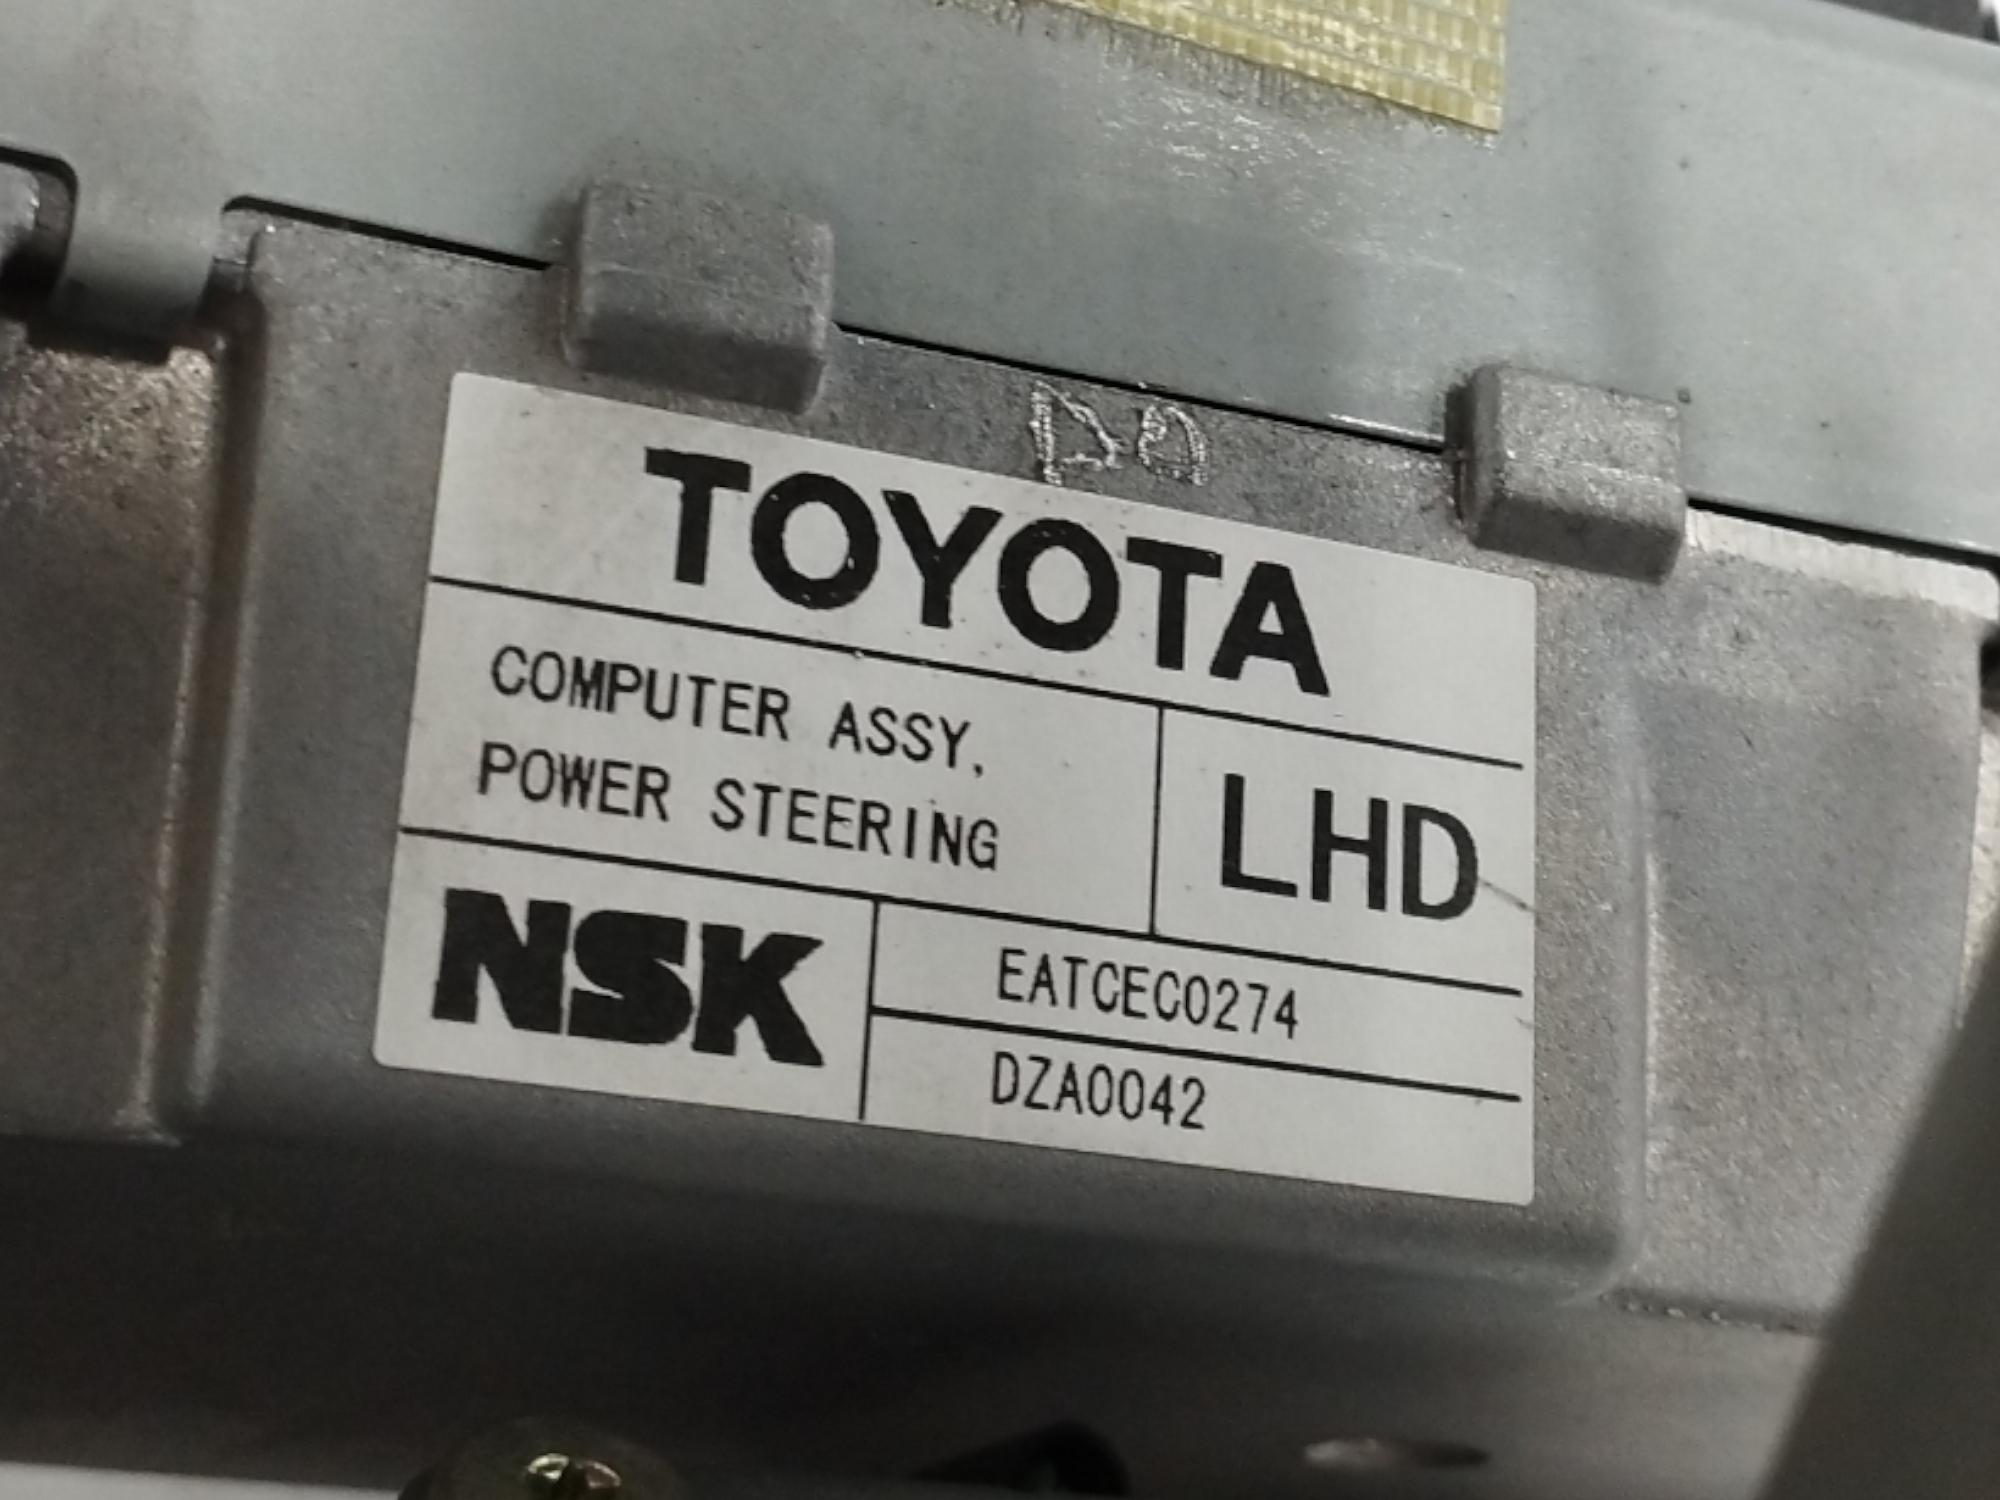 TOYOTA
COMPUTER ASSY,
POWER STEERING
LHD
NSK
EATCEC0274
DZA0042